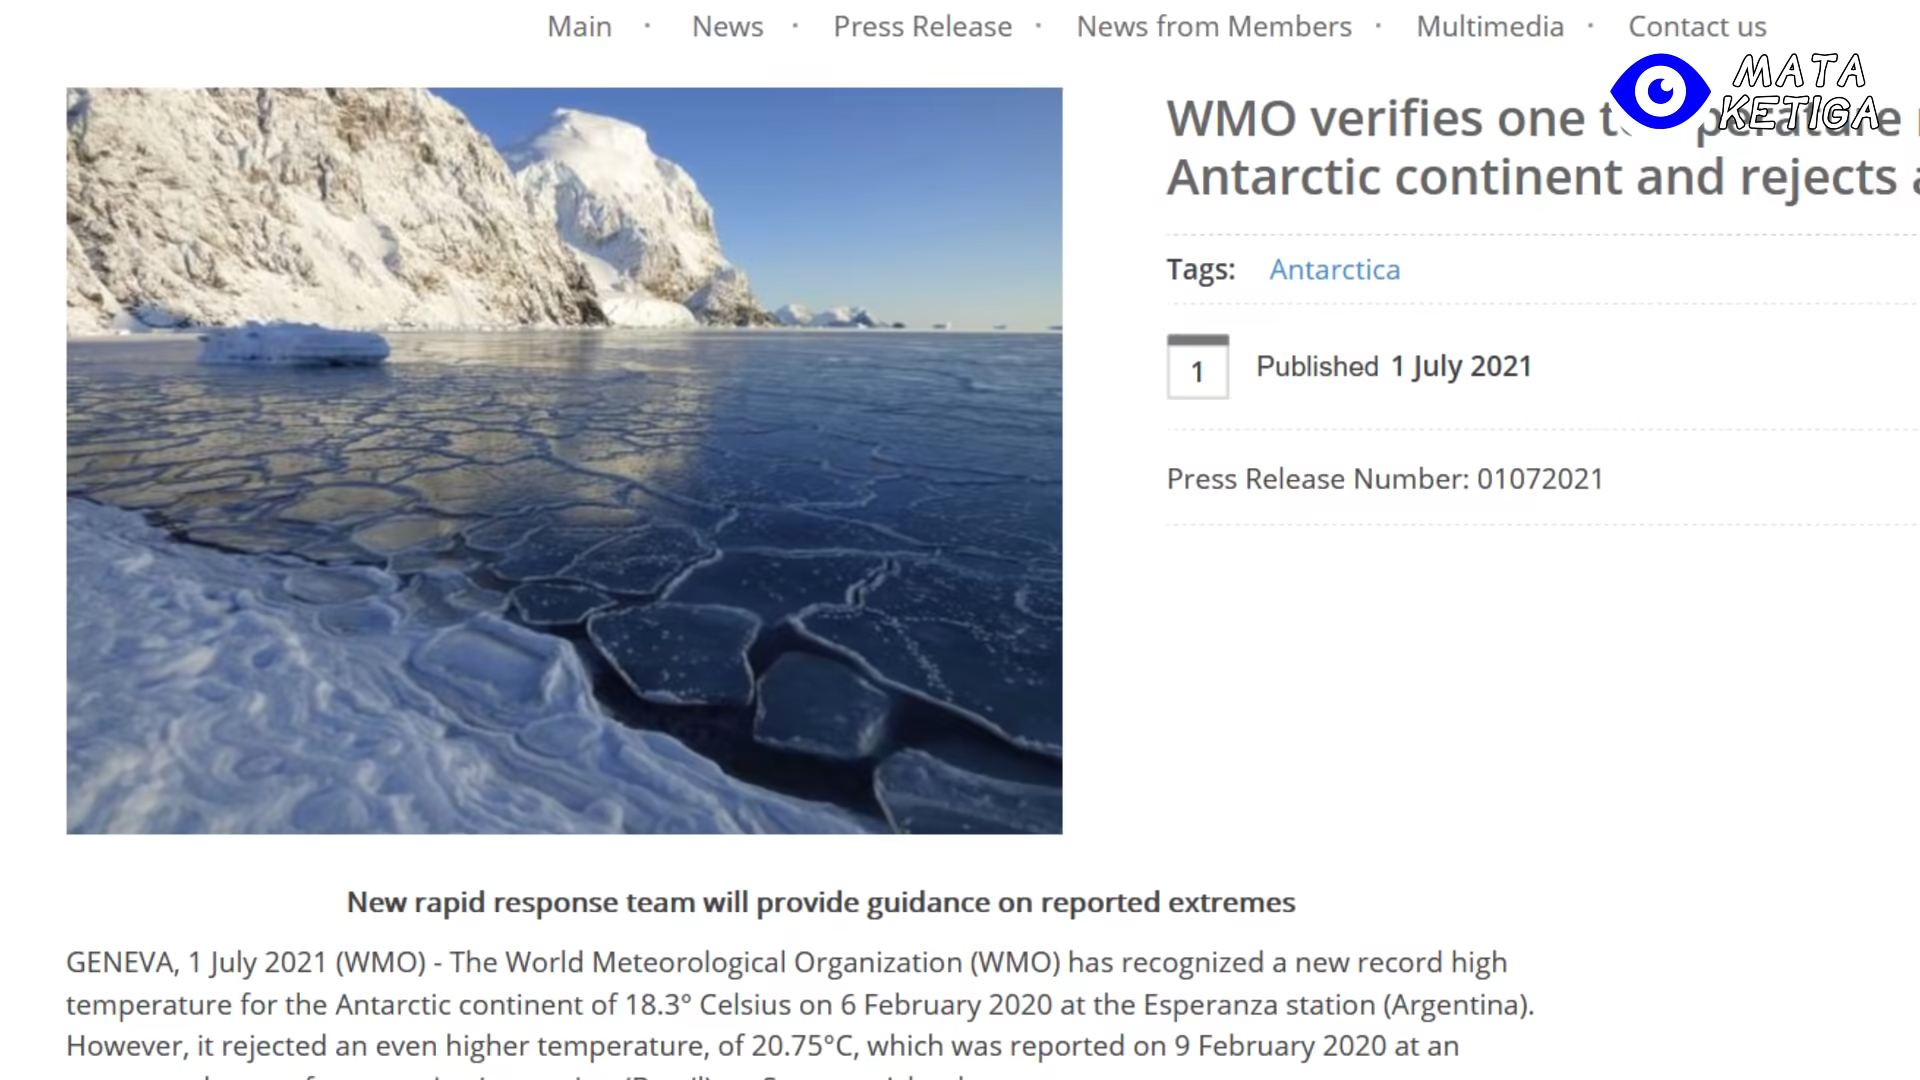 Main · News · Press Release · News from Members · Multimedia · Contact us
MATA
KETIGA
WMO verifies one
Antarctic continent and rejects
Tags: Antarctica
1 Published 1 July 2021
Press Release Number: 01072021
New rapid response team will provide guidance on reported extremes
GENEVA, 1 July 2021 (WMO) - The World Meteorological Organization (WMO) has recognized a new record high
temperature for the Antarctic continent of 18.3° Celsius on 6 February 2020 at the Esperanza station (Argentina).
However, it rejected an even higher temperature, of 20.75°C, which was reported on 9 February 2020 at an